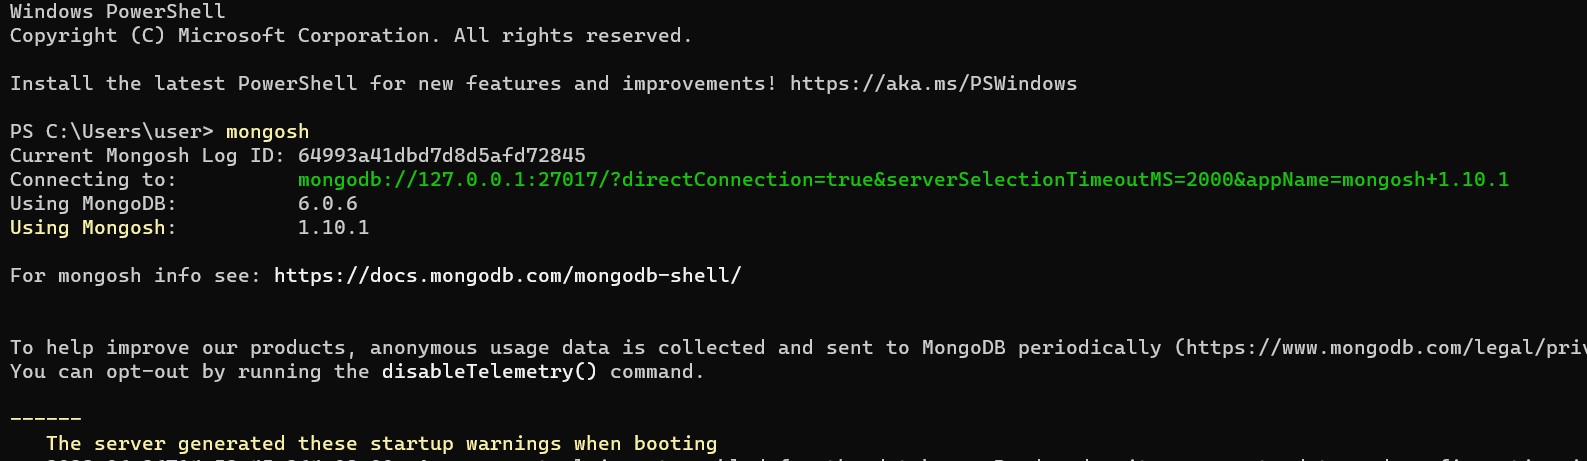 Windows PowerShell
Copyright (C) Microsoft Corporation. All rights reserved.
Install the latest PowerShell for new features and improvements! https://aka.ms/PSWindows
PS C:\Users\user> mongosh
Current Mongosh Log ID: 64993a41dbd7d8d5afd72845
Connecting to: mongodb://127.0.0.1:27017/?directConnection=true&serverSelectionTimeoutMS=2000&appName=mongosh+1.10.1
Using MongoDB: 6.0.6
Using Mongosh: 1.10.1
For mongosh info see: https://docs.mongodb.com/mongodb-shell/
To help improve our products, anonymous usage data is collected and sent to MongoDB periodically (https://www.mongodb.com/legal/priv
You can opt-out by running the disableTelemetry() command.
------
The server generated these startup warnings when booting